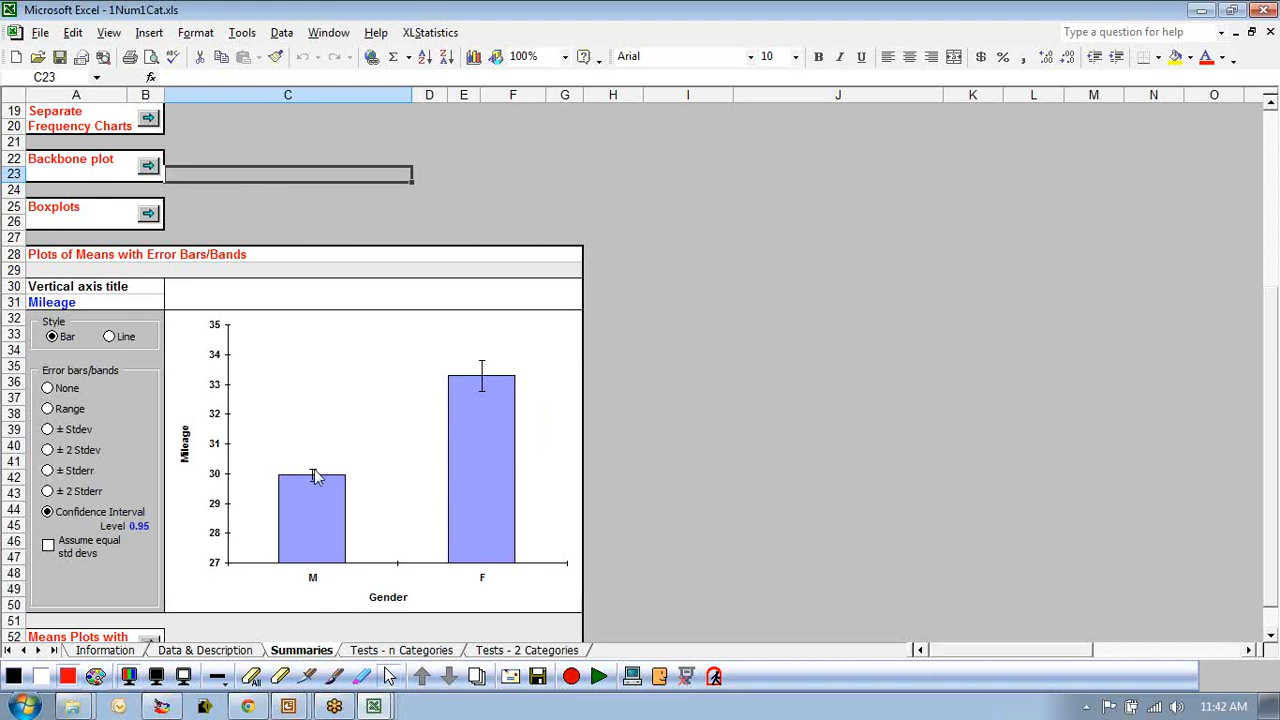 Microsoft Excel - 1Num1Cat.xls
File Edit View Insert Format Tools Data Window Help XLStatistics
Type a question for help
100% Arial 10 B I U $ % ,
C23 fx
A B C D E F G H I J K L M N O
19 Separate
20 Frequency Charts
21
22 Backbone plot
23
24
25 Boxplots
26
27
28 Plots of Means with Error Bars/Bands
29
30 Vertical axis title
31 Mileage
32 Style
33 Bar Line
34
35 Error bars/bands
36 None
37
38 Range
39 ± Stdev
40 ± 2 Stdev
41
42 ± Stderr
43 ± 2 Stderr
44 Confidence Interval
45 Level 0.95
46 Assume equal
47 std devs
48
49
50
51
52 Means Plots with
35
34
33
32
31
30
29
28
27
Mileage
M F
Gender
Information Data & Description Summaries Tests - n Categories Tests - 2 Categories
All
11:42 AM